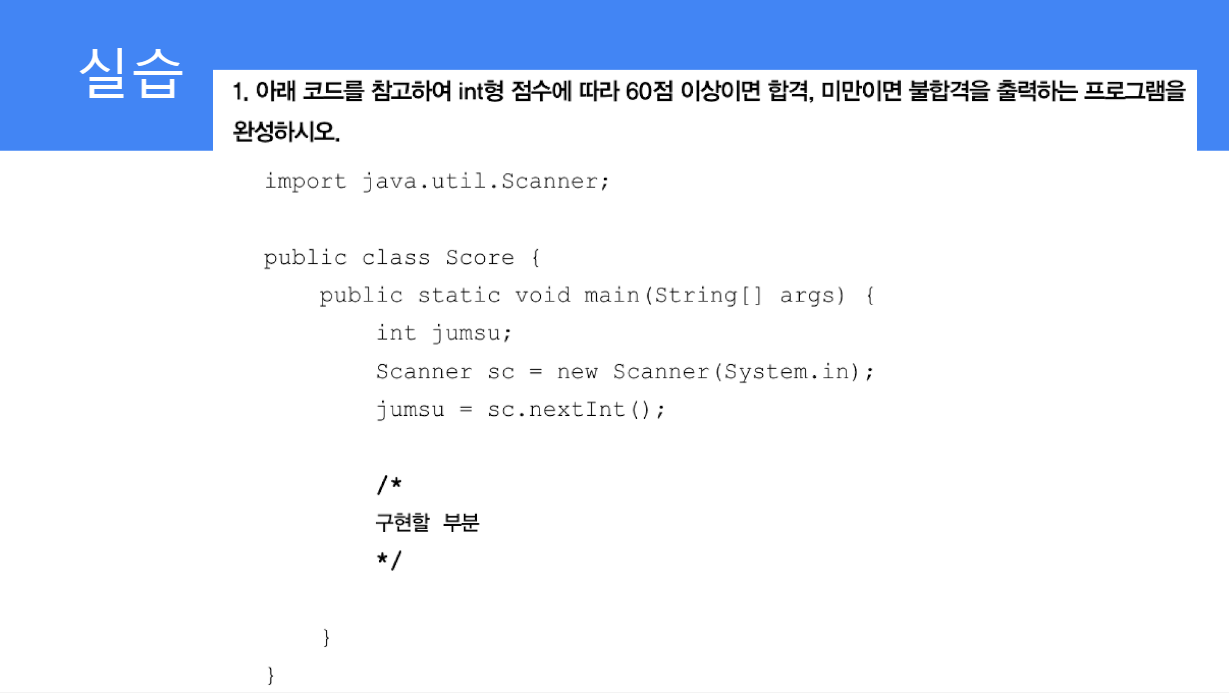 실습
1. 아래 코드를 참고하여 int형 점수에 따라 60점 이상이면 합격, 미만이면 불합격을 출력하는 프로그램을
완성하시오.
import java.util.Scanner;
public class Score {
public static void main(String[] args) {
int jumsu;
Scanner sc = new Scanner(System.in);
jumsu = sc.nextInt();
/*
구현할 부분
*/
}
}